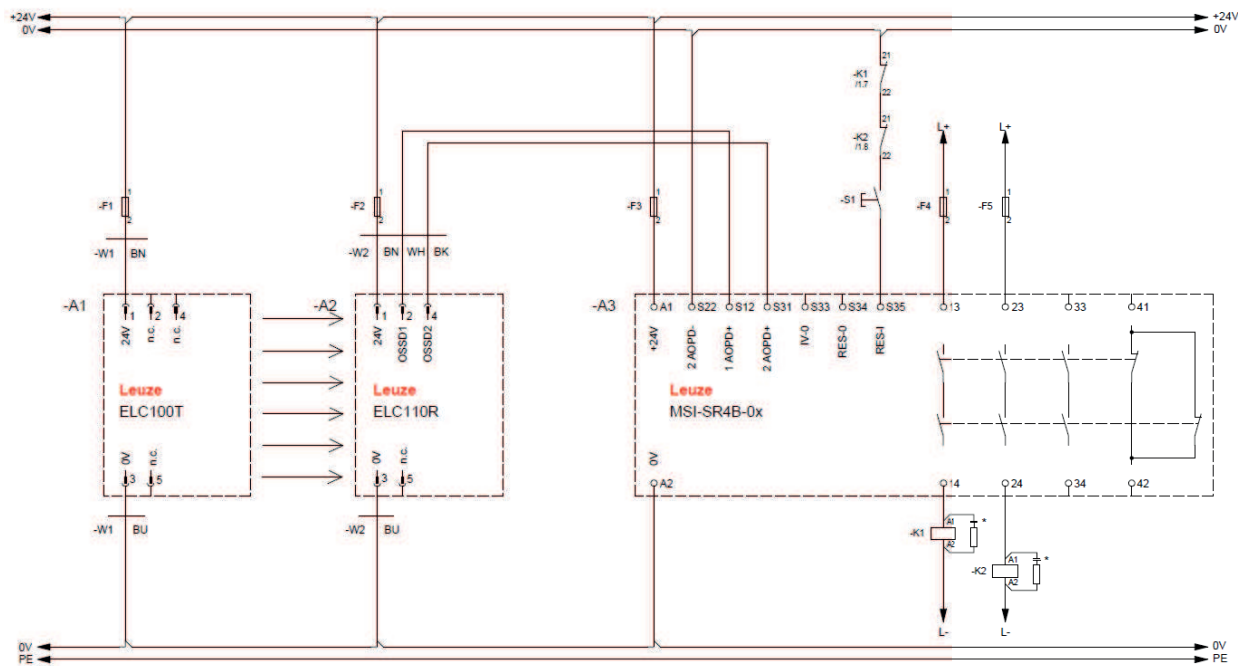 +24V +24V
0V 0V
21
-K1
/1.7
22
21
-K2
/1.8
22
L+ L+
-F1 1 2
-F2 1 2
-F3 1 2
-S1
-F4 1 2
-F5 1 2
-W1 BN
-W2 BN WH BK
-A1 1 2 4
24V n.c. n.c.
Leuze
ELC100T
0V n.c.
3 5
-A2 1 2 4
24V OSSD1 OSSD2
Leuze
ELC110R
0V n.c.
3 5
-A3 A1 S22 S12 S31 S33 S34 S35 13 23 33 41
+24V 2 AOPD- 1 AOPD+ 2 AOPD+ IV-0 RES-0 RES-I
Leuze
MSI-SR4B-0x
0V
A2 14 24 34 42
-W1 BU
-W2 BU
-K1 A1 A2 *
-K2 A1 A2 *
L- L-
0V 0V
PE PE